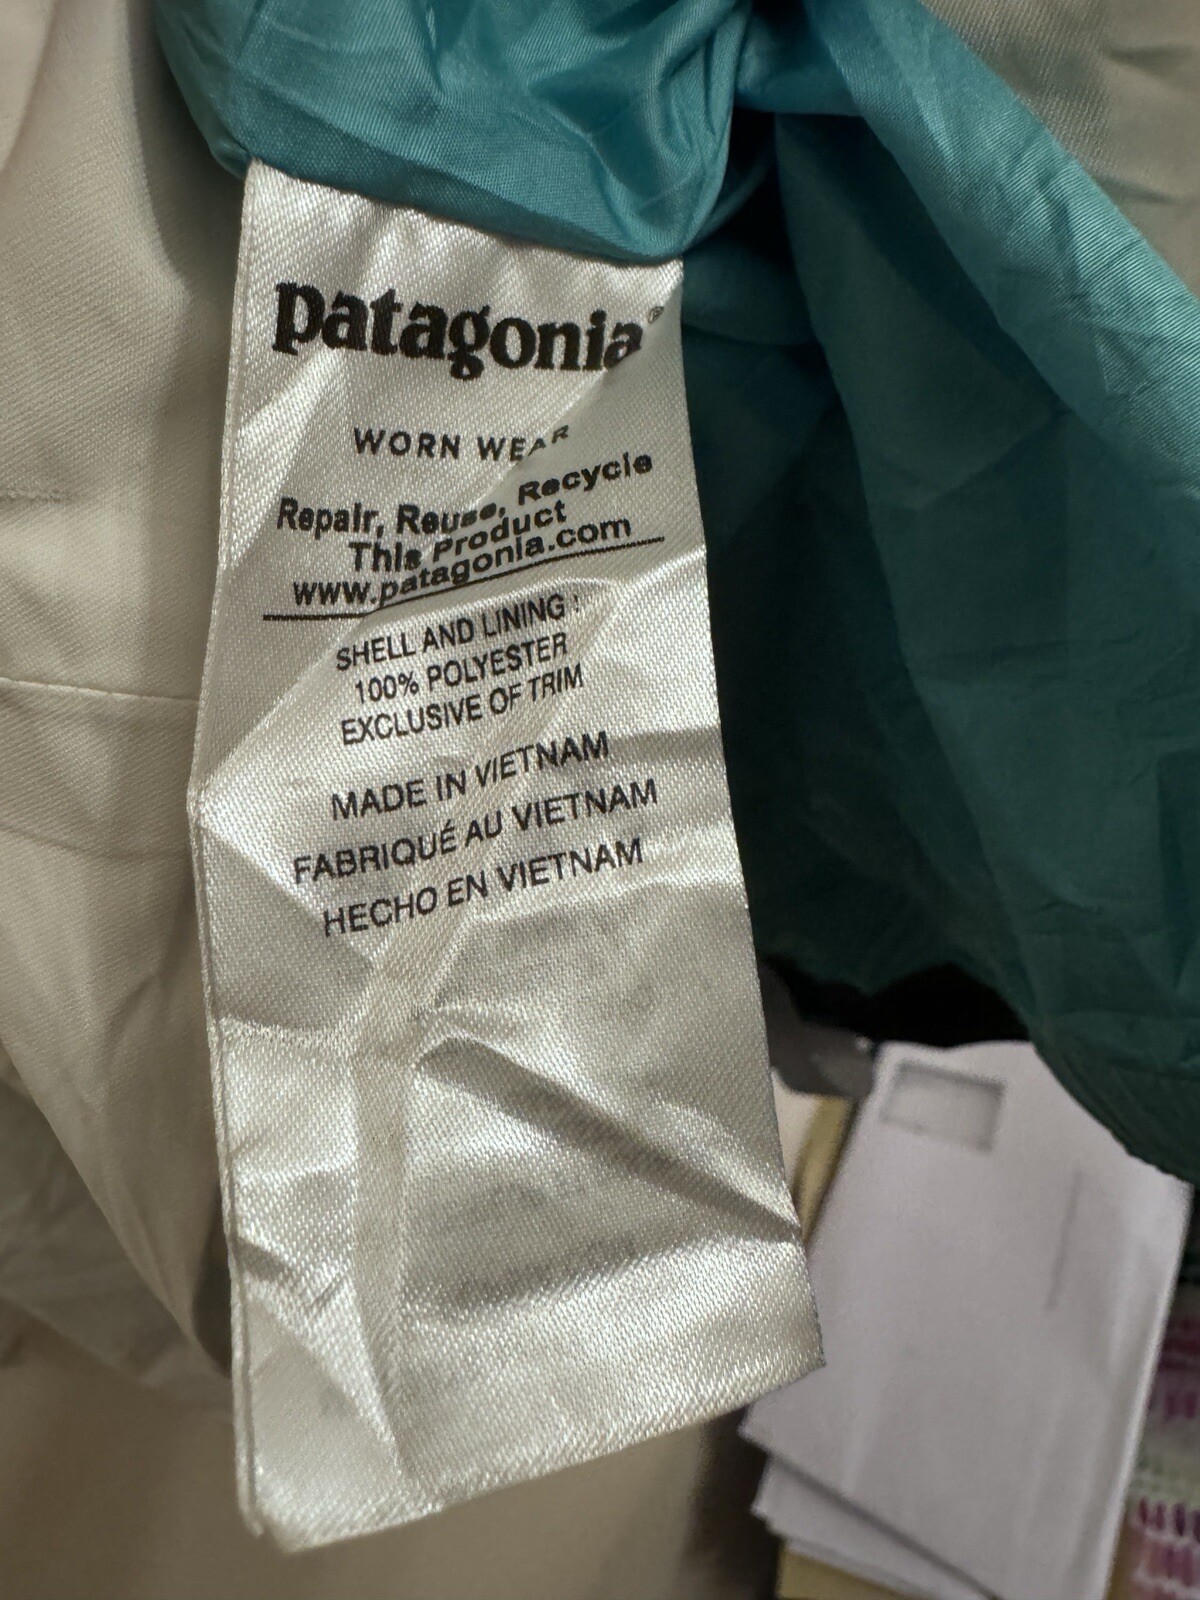 patagonia®
WORN WEAR
Repair, Reuse, Recycle
This Product
www.patagonia.com
SHELL AND LINING :
100% POLYESTER
EXCLUSIVE OF TRIM
MADE IN VIETNAM
FABRIQUÉ AU VIETNAM
HECHO EN VIETNAM